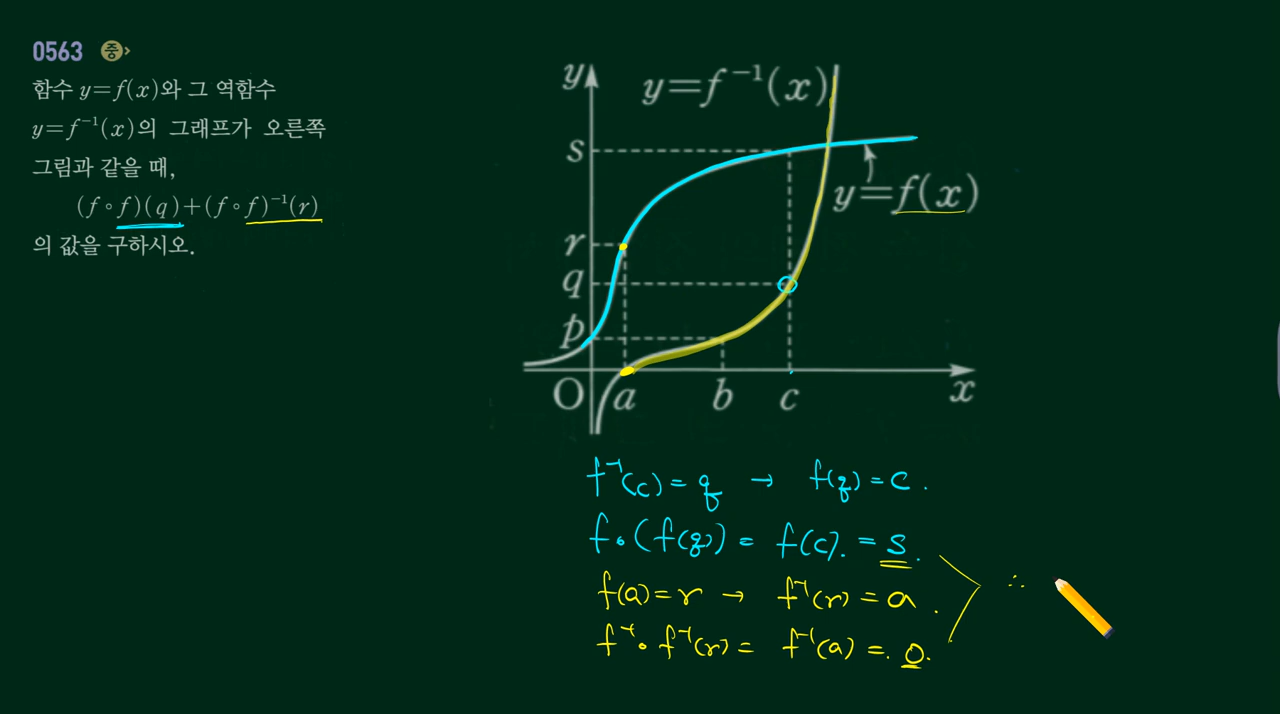 0563 중
함수 y=f(x)와 그 역함수
y=f⁻¹(x)의 그래프가 오른쪽
그림과 같을 때,
(f∘f)(q)+(f∘f)⁻¹(r)
의 값을 구하시오.
y
y=f⁻¹(x)
s
y=f(x)
r
q
p
O a b c x
f⁻¹(c) = q → f(q) = c.
f∘(f(q)) = f(c). = s.
f(a) = r → f⁻¹(r) = a.
f⁻¹∘f⁻¹(r) = f⁻¹(a) =. 0.
∴